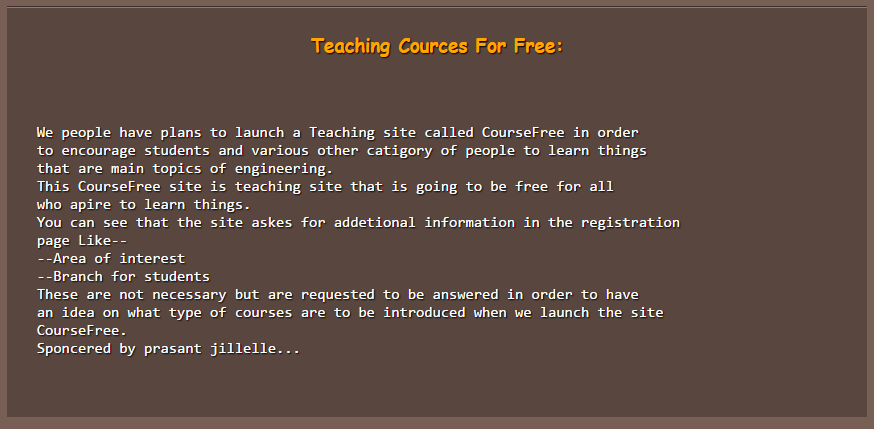 Teaching Cources For Free:
We people have plans to launch a Teaching site called CourseFree in order
to encourage students and various other catigory of people to learn things
that are main topics of engineering.
This CourseFree site is teaching site that is going to be free for all
who apire to learn things.
You can see that the site askes for addetional information in the registration
page Like--
--Area of interest
--Branch for students
These are not necessary but are requested to be answered in order to have
an idea on what type of courses are to be introduced when we launch the site
CourseFree.
Sponcered by prasant jillelle...